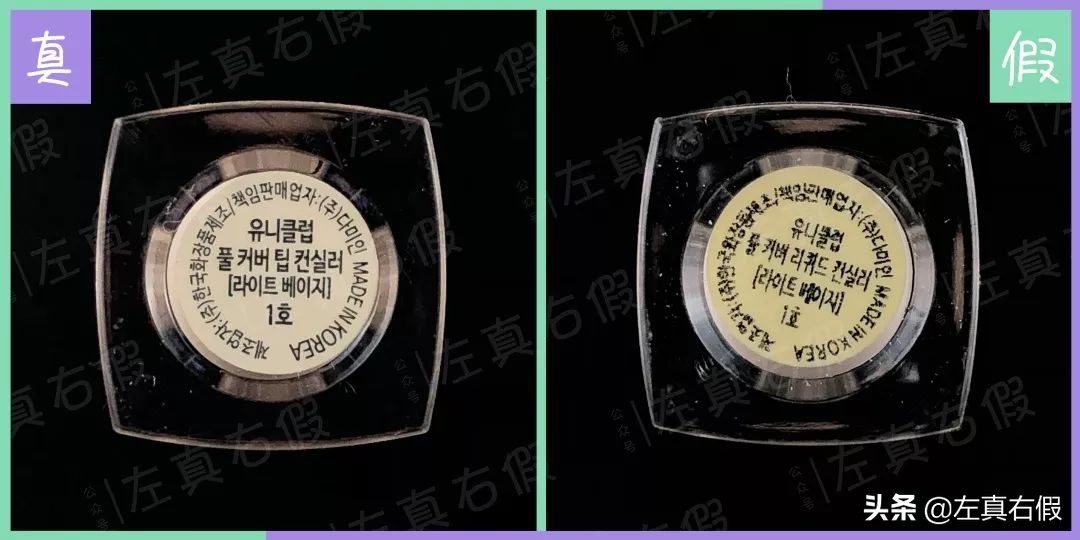 真
제조업자:(주)한국화장품제조/책임판매업자:(주)다미인 MADE IN KOREA
유니클럽
풀 커버 팁 컨실러
[라이트 베이지]
1호
假
제조업자:(주)한국화장품제조/책임판매업자:(주)다미인 MADE IN KOREA
유니클럽
풀 커버 리퀴드 컨실러
[라이트 베이지]
1호
公众号|左真右假
头条 @左真右假